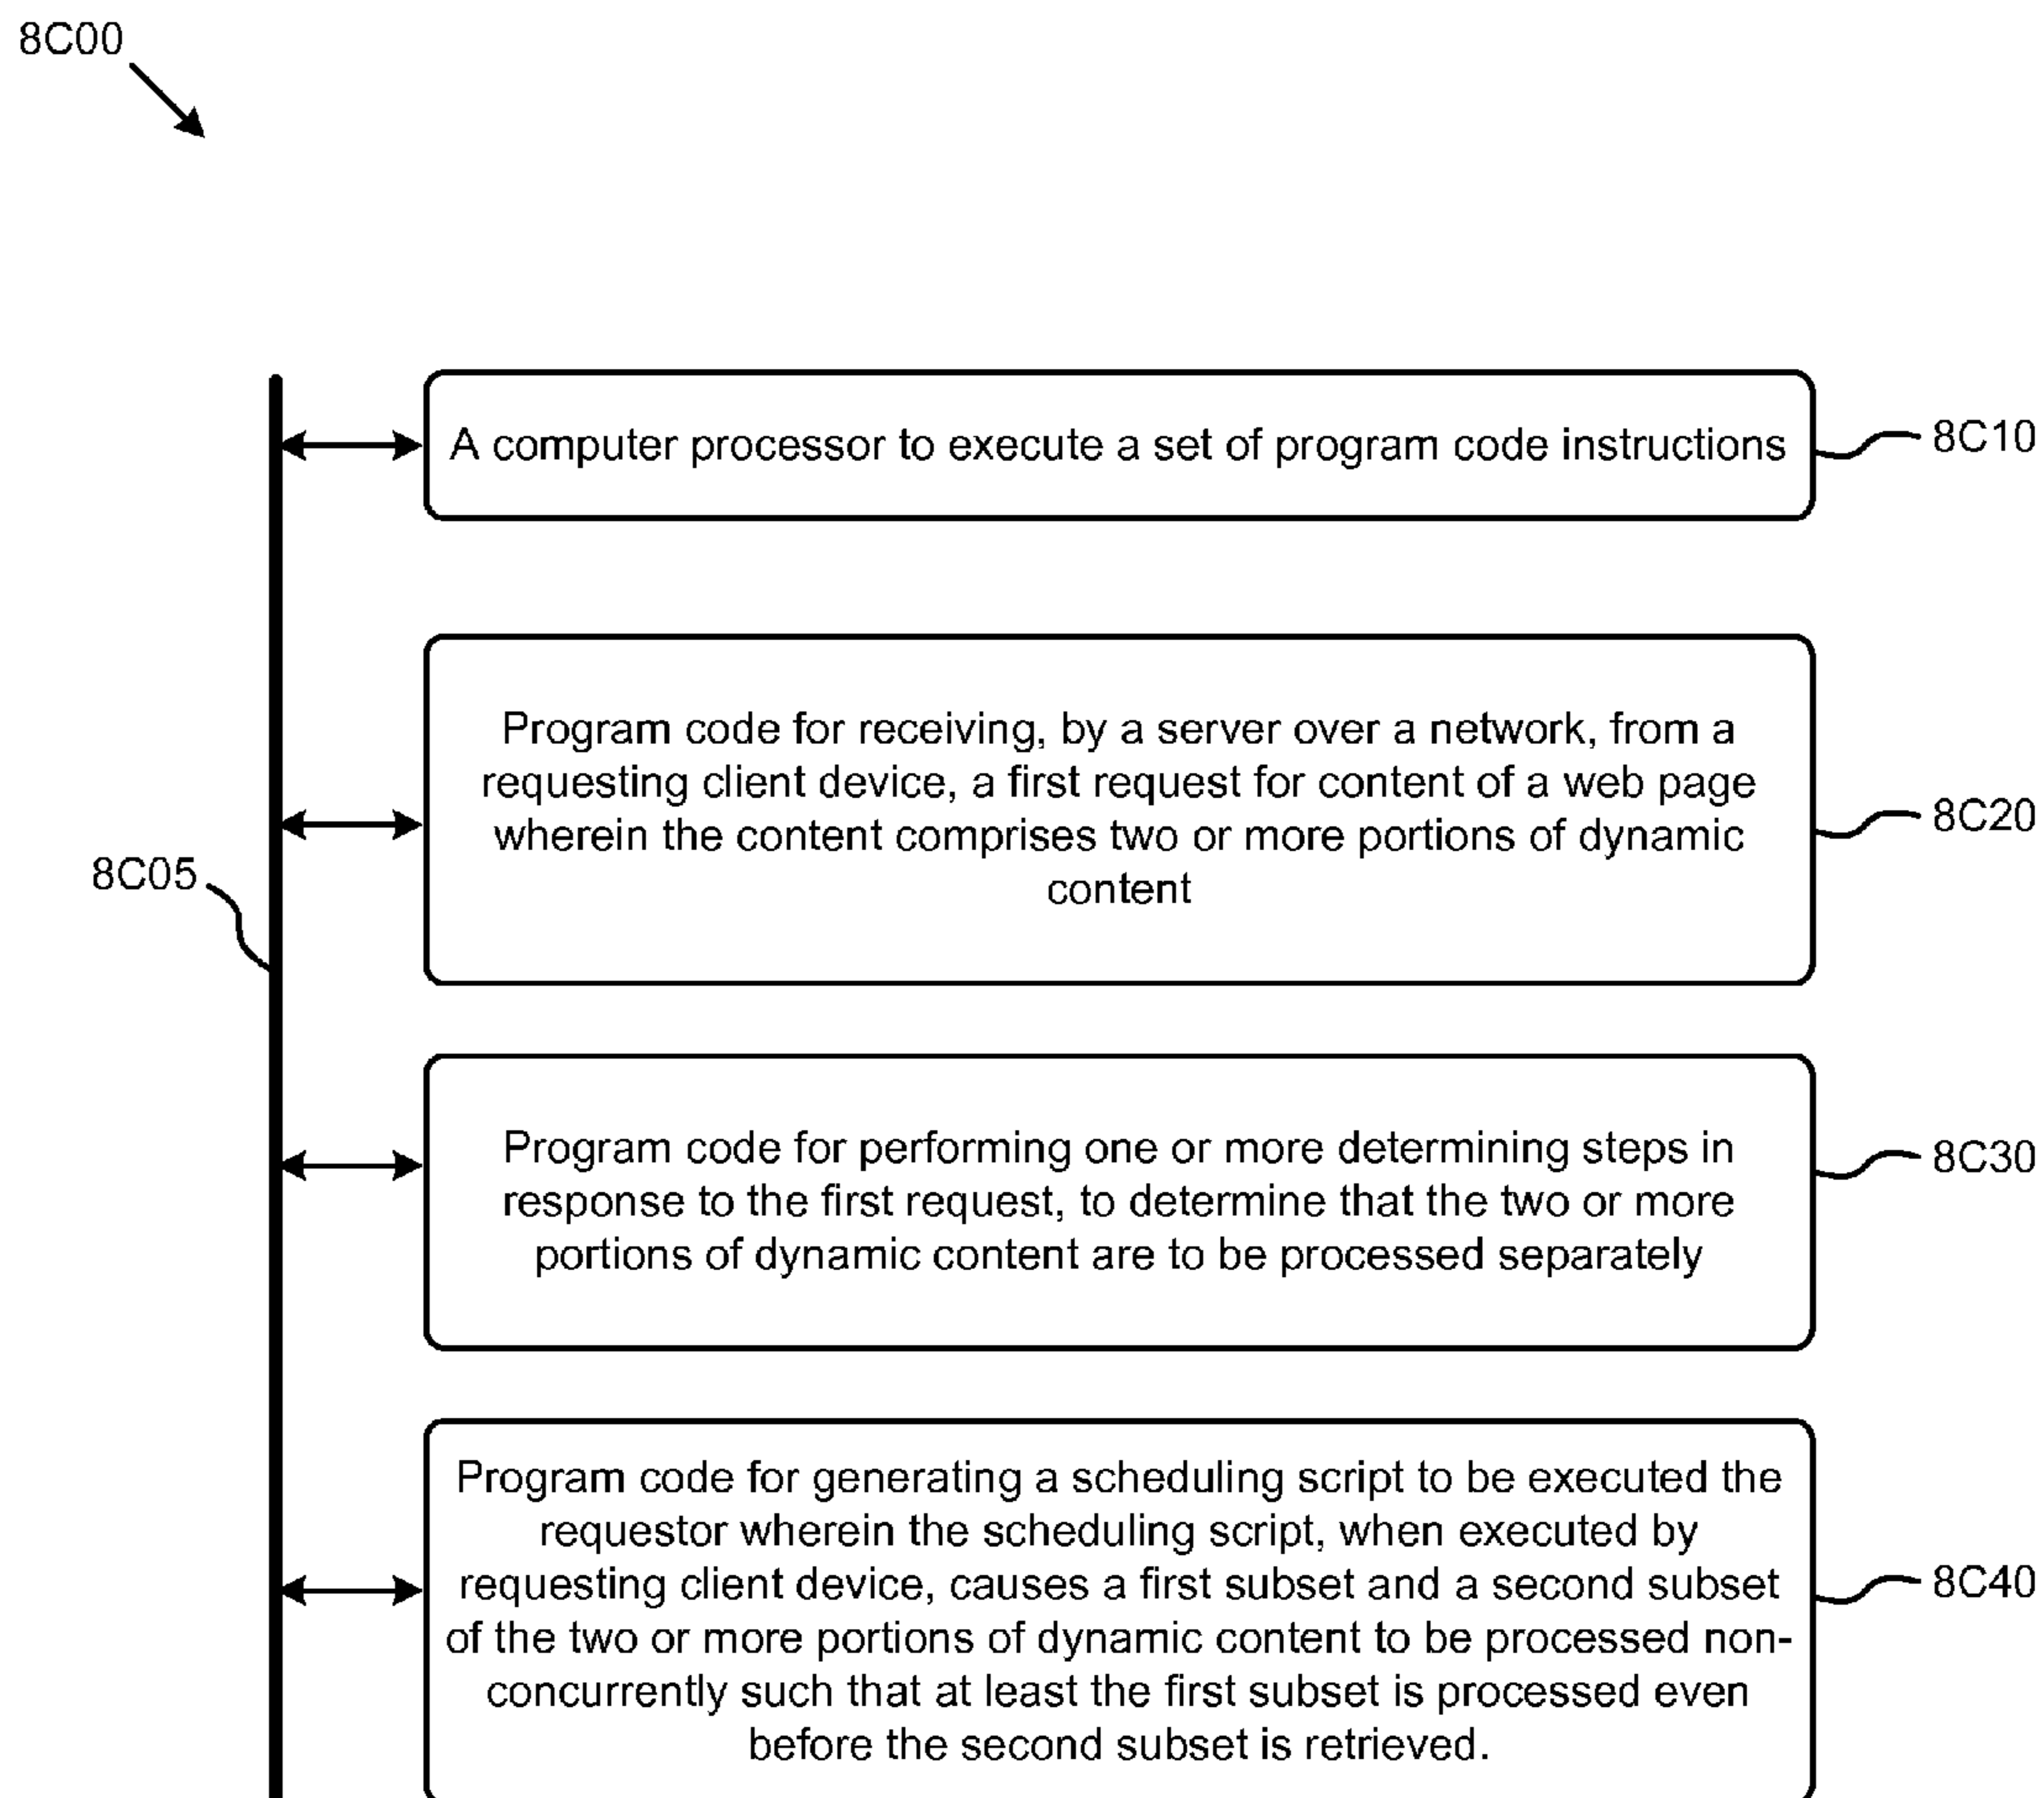 8C00
A computer processor to execute a set of program code instructions
8C10
Program code for receiving, by a server over a network, from a
requesting client device, a first request for content of a web page
wherein the content comprises two or more portions of dynamic
content
8C20
8C05
Program code for performing one or more determining steps in
response to the first request, to determine that the two or more
portions of dynamic content are to be processed separately
8C30
Program code for generating a scheduling script to be executed the
requestor wherein the scheduling script, when executed by
requesting client device, causes a first subset and a second subset
of the two or more portions of dynamic content to be processed non-
concurrently such that at least the first subset is processed even
before the second subset is retrieved.
8C40